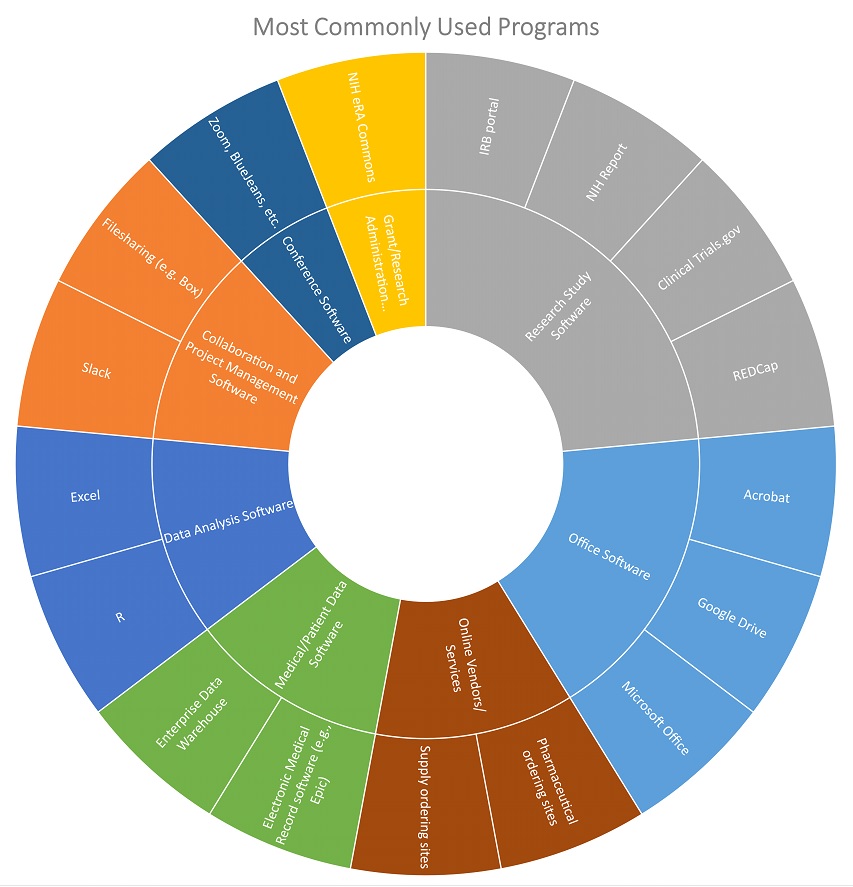 Most Commonly Used Programs
IRB portal
NIH Report
Clinical Trials.gov
REDCap
Research Study
Software
Acrobat
Google Drive
Microsoft Office
Office Software
Pharmaceutical
ordering sites
Supply ordering sites
Online Vendors/
Services
Electronic Medical
Record software (e.g.,
Epic)
Enterprise Data
Warehouse
Medical/Patient Data
Software
R
Excel
Data Analysis Software
Slack
Filesharing (e.g. Box)
Collaboration and
Project Management
Software
Zoom, BlueJeans, etc.
Conference Software
NIH eRA Commons
Grant/Research
Administration...